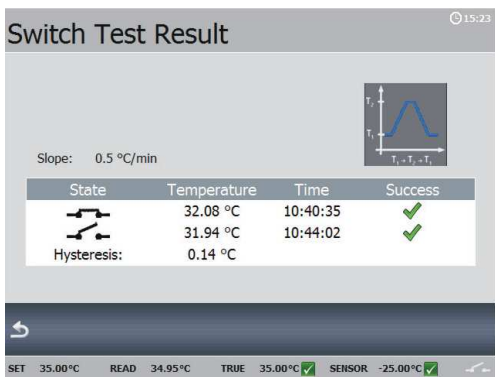 15:23
Switch Test Result
T₂
T₁
T₁ → T₂ → T₁
Slope: 0.5 °C/min
State Temperature Time Success
32.08 °C 10:40:35
31.94 °C 10:44:02
Hysteresis: 0.14 °C
SET 35.00°C READ 34.95°C TRUE 35.00°C SENSOR -25.00°C